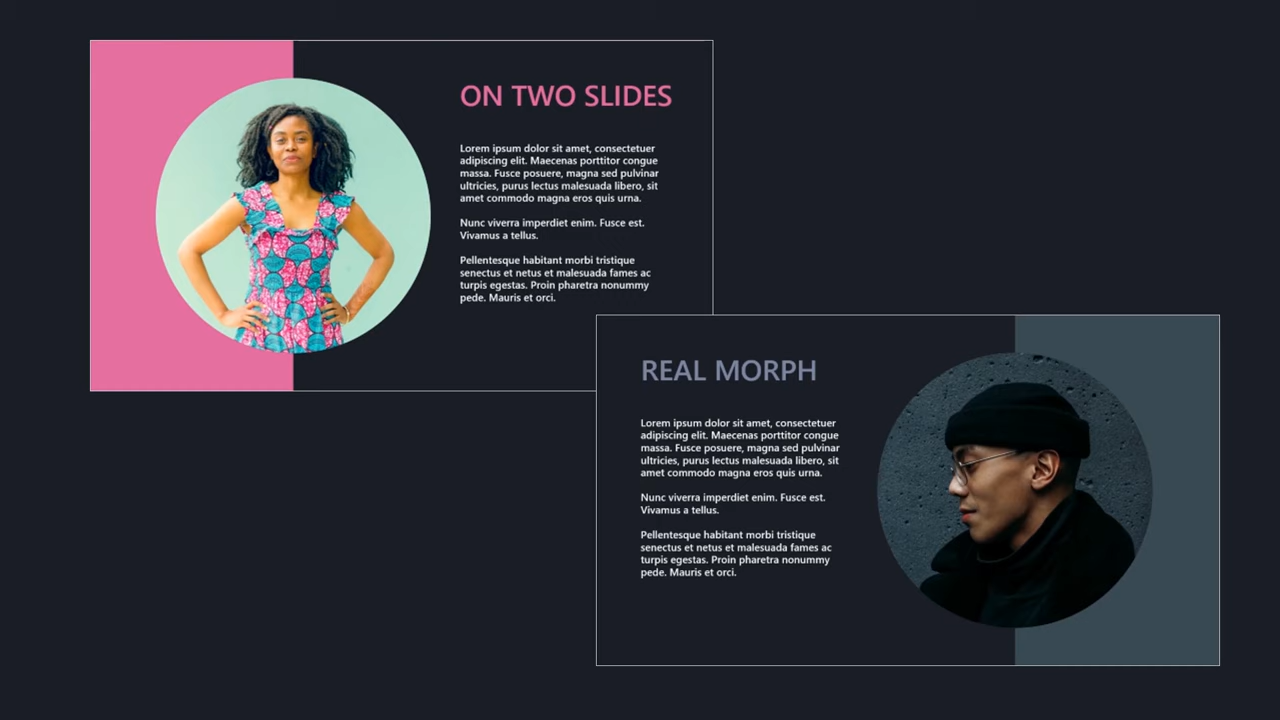 ON TWO SLIDES
Lorem ipsum dolor sit amet, consectetuer
adipiscing elit. Maecenas porttitor congue
massa. Fusce posuere, magna sed pulvinar
ultricies, purus lectus malesuada libero, sit
amet commodo magna eros quis urna.
Nunc viverra imperdiet enim. Fusce est.
Vivamus a tellus.
Pellentesque habitant morbi tristique
senectus et netus et malesuada fames ac
turpis egestas. Proin pharetra nonummy
pede. Mauris et orci.
REAL MORPH
Lorem ipsum dolor sit amet, consectetuer
adipiscing elit. Maecenas porttitor congue
massa. Fusce posuere, magna sed pulvinar
ultricies, purus lectus malesuada libero, sit
amet commodo magna eros quis urna.
Nunc viverra imperdiet enim. Fusce est.
Vivamus a tellus.
Pellentesque habitant morbi tristique
senectus et netus et malesuada fames ac
turpis egestas. Proin pharetra nonummy
pede. Mauris et orci.